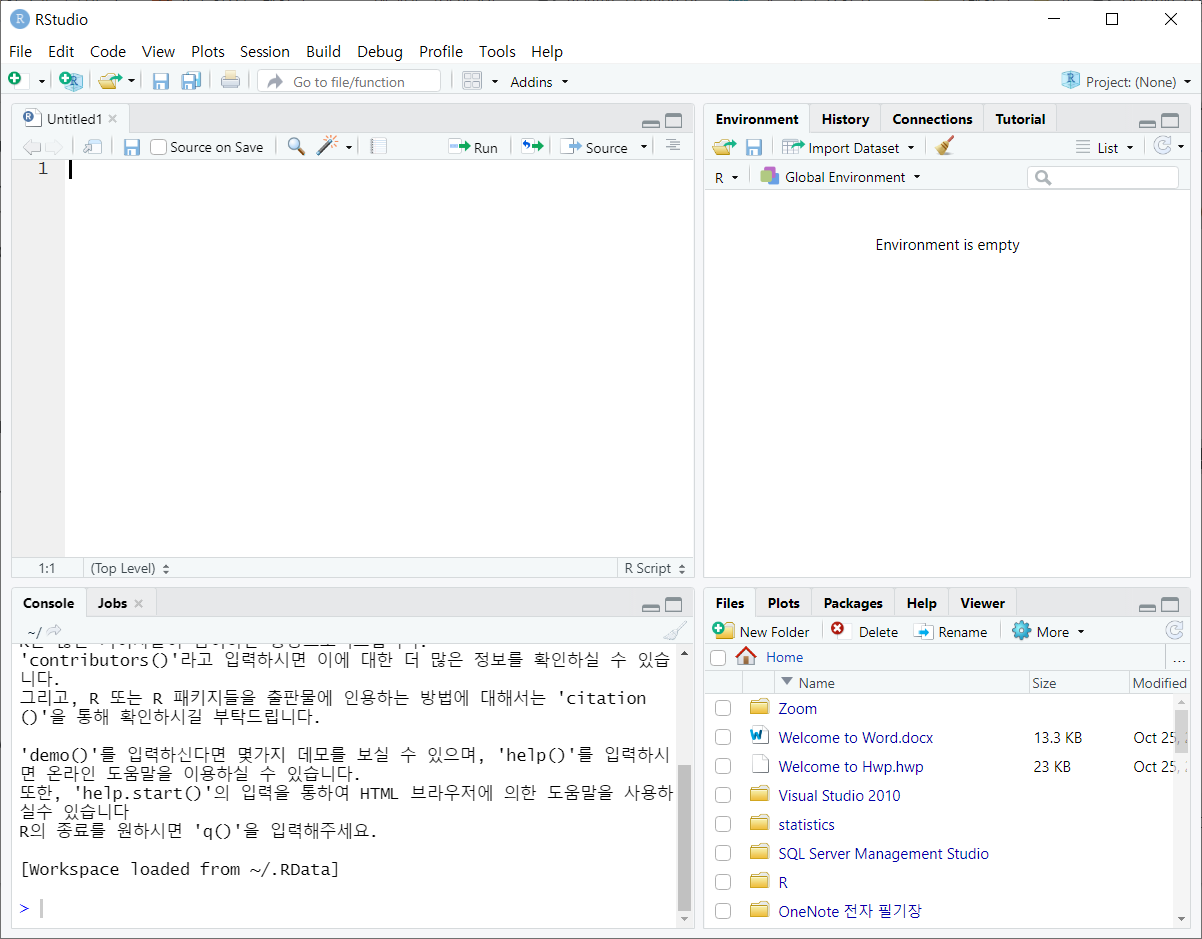 RStudio
File Edit Code View Plots Session Build Debug Profile Tools Help
Go to file/function Addins Project: (None)
Untitled1
Source on Save Run Source
1
1:1 (Top Level) R Script
Environment History Connections Tutorial
Import Dataset List
R Global Environment
Environment is empty
Console Jobs
~/
'contributors()'라고 입력하시면 이에 대한 더 많은 정보를 확인하실 수 있습
니다.
그리고, R 또는 R 패키지들을 출판물에 인용하는 방법에 대해서는 'citation
()'을 통해 확인하시길 부탁드립니다.
'demo()'를 입력하신다면 몇가지 데모를 보실 수 있으며, 'help()'를 입력하시
면 온라인 도움말을 이용하실 수 있습니다.
또한, 'help.start()'의 입력을 통하여 HTML 브라우저에 의한 도움말을 사용하
실수 있습니다
R의 종료를 원하시면 'q()'을 입력해주세요.
[Workspace loaded from ~/.RData]
>
Files Plots Packages Help Viewer
New Folder Delete Rename More
Home ...
Name Size Modified
Zoom
Welcome to Word.docx 13.3 KB Oct 25,
Welcome to Hwp.hwp 23 KB Oct 25,
Visual Studio 2010
statistics
SQL Server Management Studio
R
OneNote 전자 필기장